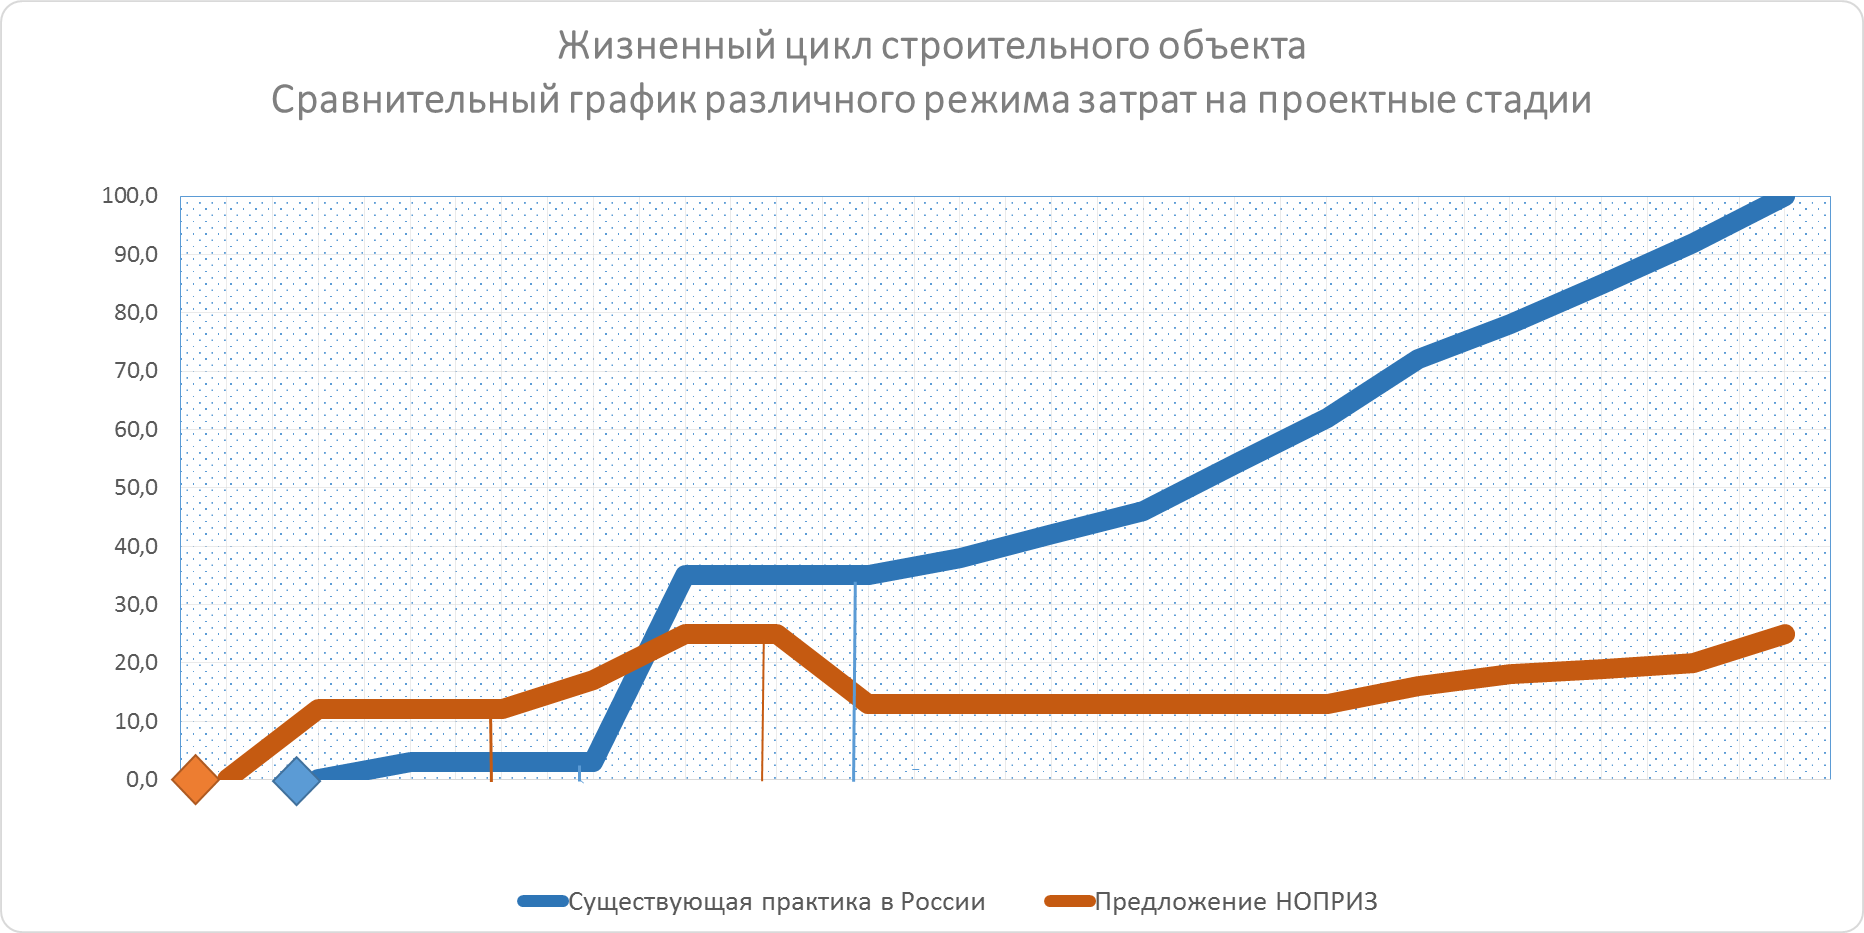 Жизненный цикл строительного объекта
Сравнительный график различного режима затрат на проектные стадии
100,0
90,0
80,0
70,0
60,0
50,0
40,0
30,0
20,0
10,0
0,0
Существующая практика в России
Предложение НОПРИЗ